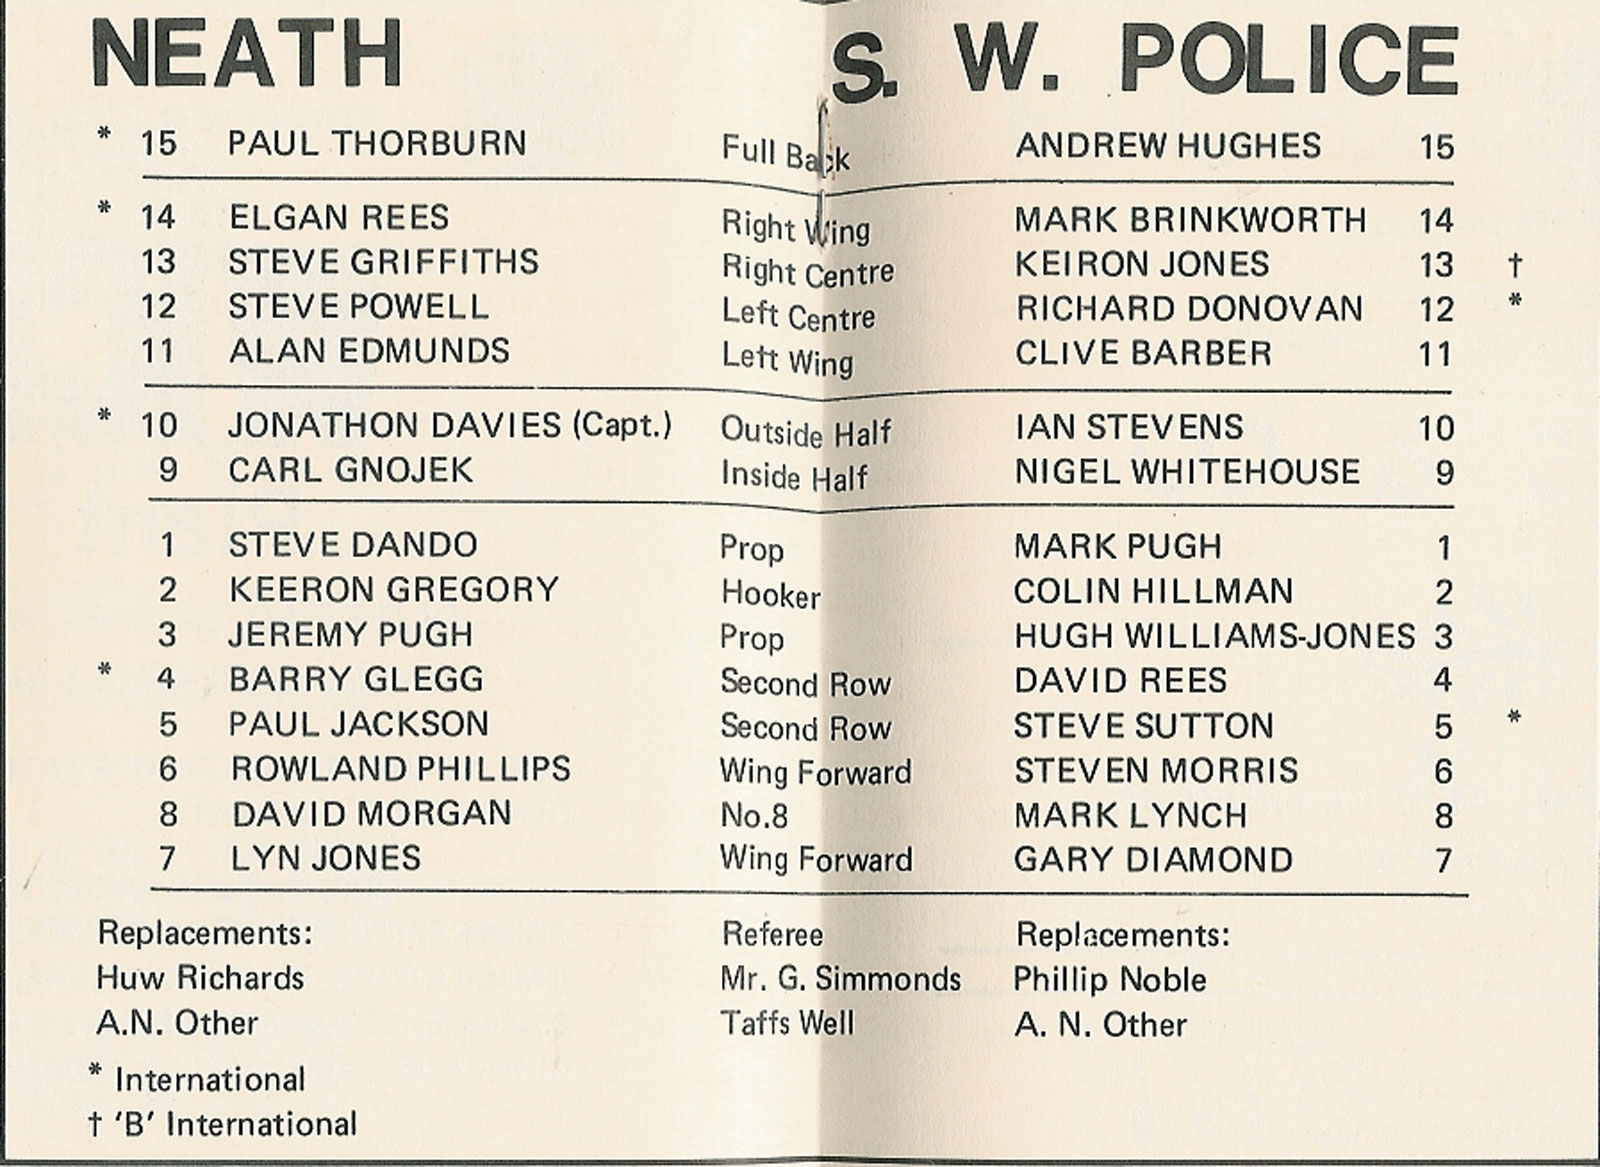 NEATH S. W. POLICE
* 15 PAUL THORBURN Full Back ANDREW HUGHES 15
* 14 ELGAN REES Right Wing MARK BRINKWORTH 14
13 STEVE GRIFFITHS Right Centre KEIRON JONES 13 †
12 STEVE POWELL Left Centre RICHARD DONOVAN 12 *
11 ALAN EDMUNDS Left Wing CLIVE BARBER 11
* 10 JONATHON DAVIES (Capt.) Outside Half IAN STEVENS 10
9 CARL GNOJEK Inside Half NIGEL WHITEHOUSE 9
1 STEVE DANDO Prop MARK PUGH 1
2 KEERON GREGORY Hooker COLIN HILLMAN 2
3 JEREMY PUGH Prop HUGH WILLIAMS-JONES 3
* 4 BARRY GLEGG Second Row DAVID REES 4
5 PAUL JACKSON Second Row STEVE SUTTON 5 *
6 ROWLAND PHILLIPS Wing Forward STEVEN MORRIS 6
8 DAVID MORGAN No.8 MARK LYNCH 8
7 LYN JONES Wing Forward GARY DIAMOND 7
Replacements: Referee Replacements:
Huw Richards Mr. G. Simmonds Phillip Noble
A.N. Other Taffs Well A. N. Other
* International
† 'B' International